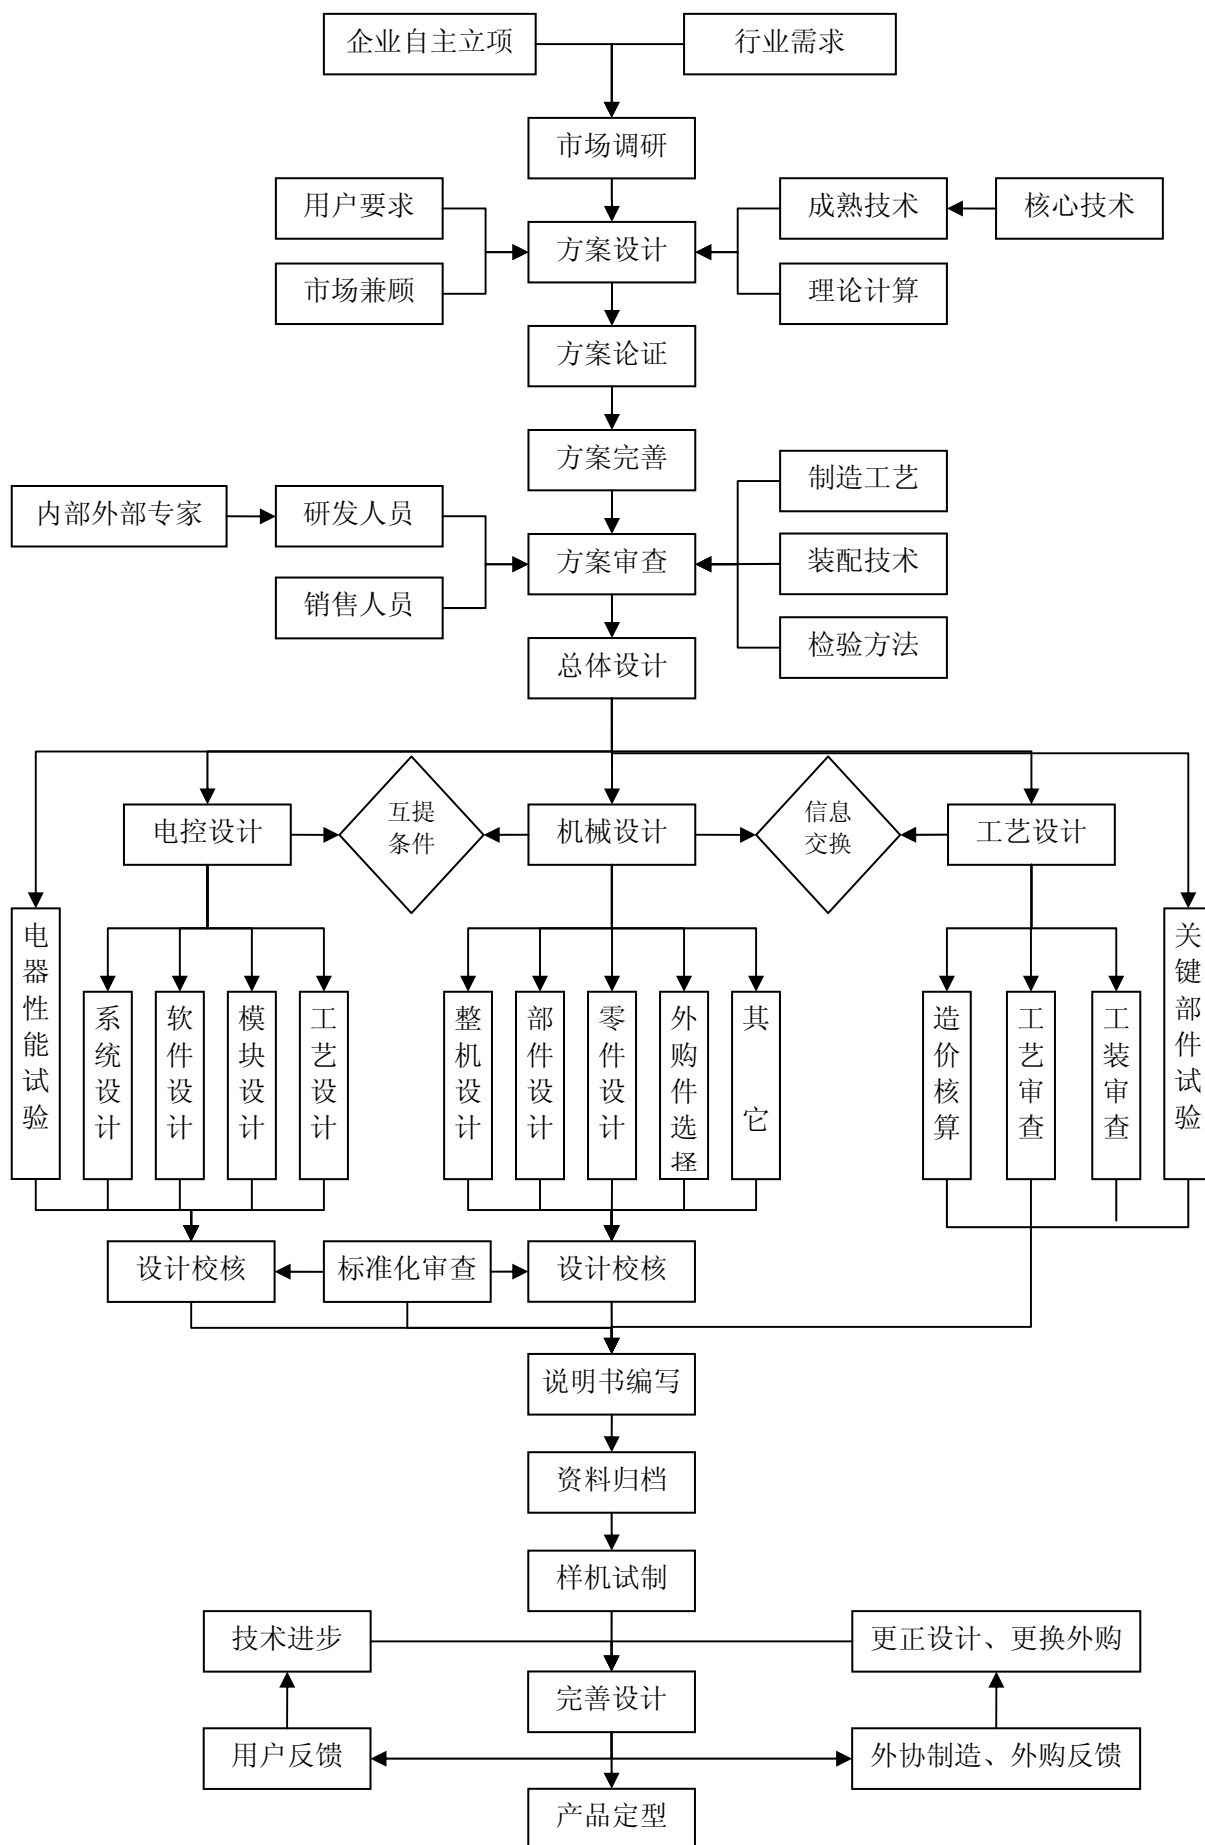 企业自主立项
行业需求
市场调研
用户要求
成熟技术
核心技术
方案设计
市场兼顾
理论计算
方案论证
方案完善
制造工艺
内部外部专家
研发人员
方案审查
装配技术
销售人员
检验方法
总体设计
电控设计
互提
条件
机械设计
信息
交换
工艺设计
电器性能试验
系统设计
软件设计
模块设计
工艺设计
整机设计
部件设计
零件设计
外购件选择
其它
造价核算
工艺审查
工装审查
关键部件试验
设计校核
标准化审查
设计校核
说明书编写
资料归档
样机试制
技术进步
更正设计、更换外购
完善设计
用户反馈
外协制造、外购反馈
产品定型